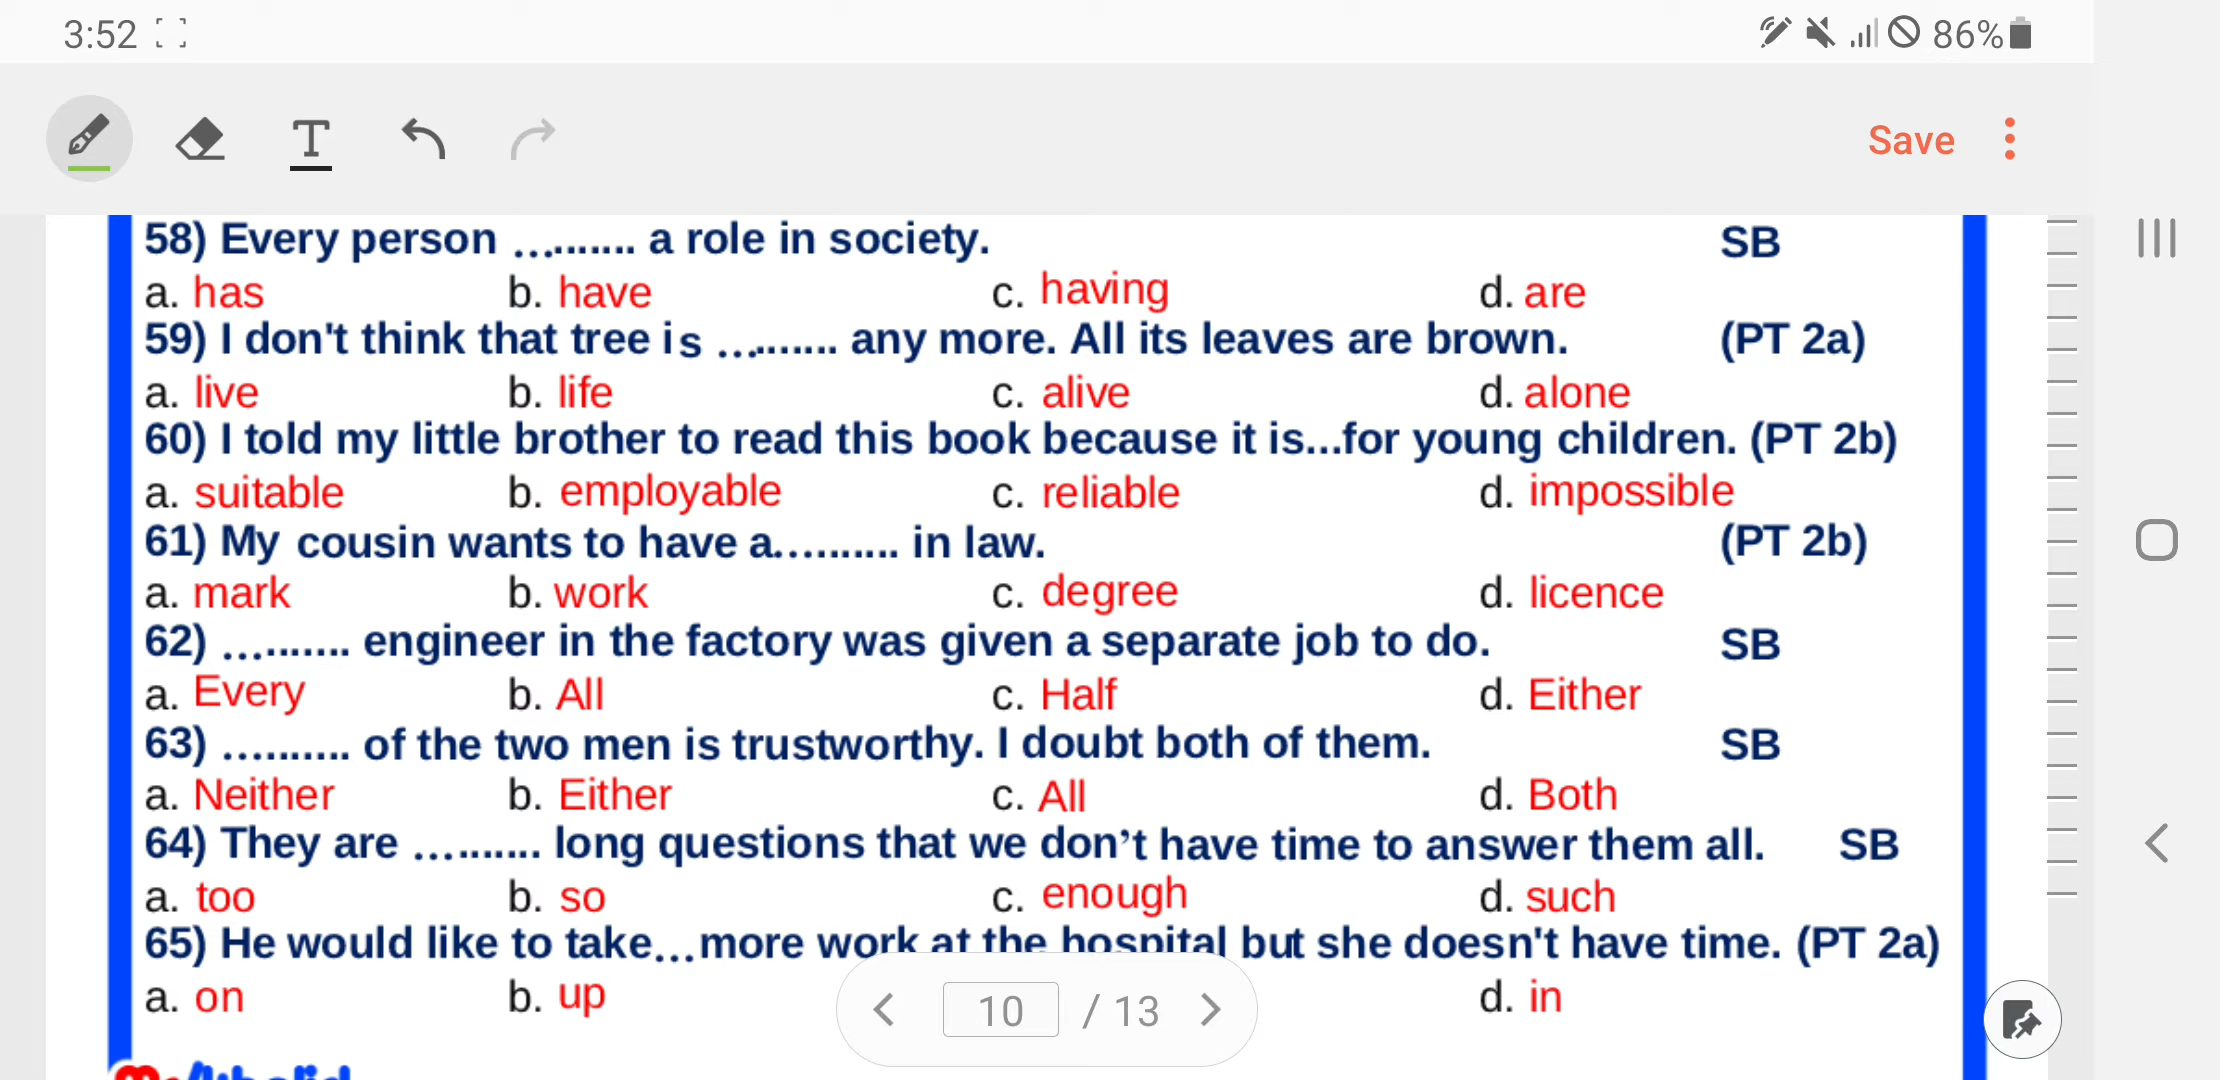 3:52
86%
T
Save
58) Every person .......... a role in society. SB
a. has b. have c. having d. are
59) I don't think that tree is .......... any more. All its leaves are brown. (PT 2a)
a. live b. life c. alive d. alone
60) I told my little brother to read this book because it is...for young children. (PT 2b)
a. suitable b. employable c. reliable d. impossible
61) My cousin wants to have a.......... in law. (PT 2b)
a. mark b. work c. degree d. licence
62) .......... engineer in the factory was given a separate job to do. SB
a. Every b. All c. Half d. Either
63) .......... of the two men is trustworthy. I doubt both of them. SB
a. Neither b. Either c. All d. Both
64) They are .......... long questions that we don’t have time to answer them all. SB
a. too b. so c. enough d. such
65) He would like to take...more work at the hospital but she doesn't have time. (PT 2a)
a. on b. up d. in
10 / 13